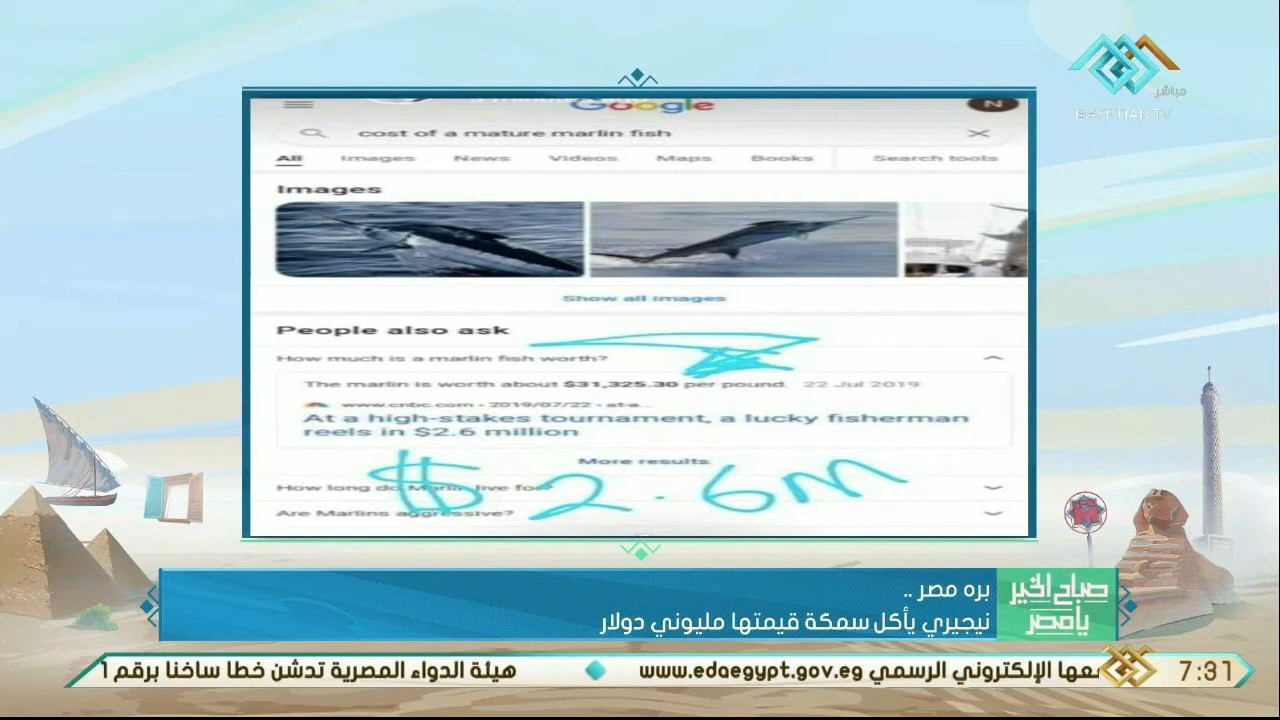 مباشر
EGYPTIAN TV
Google
N
cost of a mature marlin fish
All Images News Videos Maps Books Search tools
Images
Show all images
People also ask
How much is a marlin fish worth?
The marlin is worth about $31,325.30 per pound. 22 Jul 2019
www.cnbc.com › 2019/07/22 › at-a...
At a high-stakes tournament, a lucky fisherman
reels in $2.6 million
More results
How long do Marlin live for?
$2.6m
Are Marlins aggressive?
صباح الخير
يا مصر
بره مصر ..
نيجيري يأكل سمكة قيمتها مليوني دولار
7:31
عها الإلكتروني الرسمي www.edaegypt.gov.eg
هيئة الدواء المصرية تدشن خطا ساخنا برقم 1